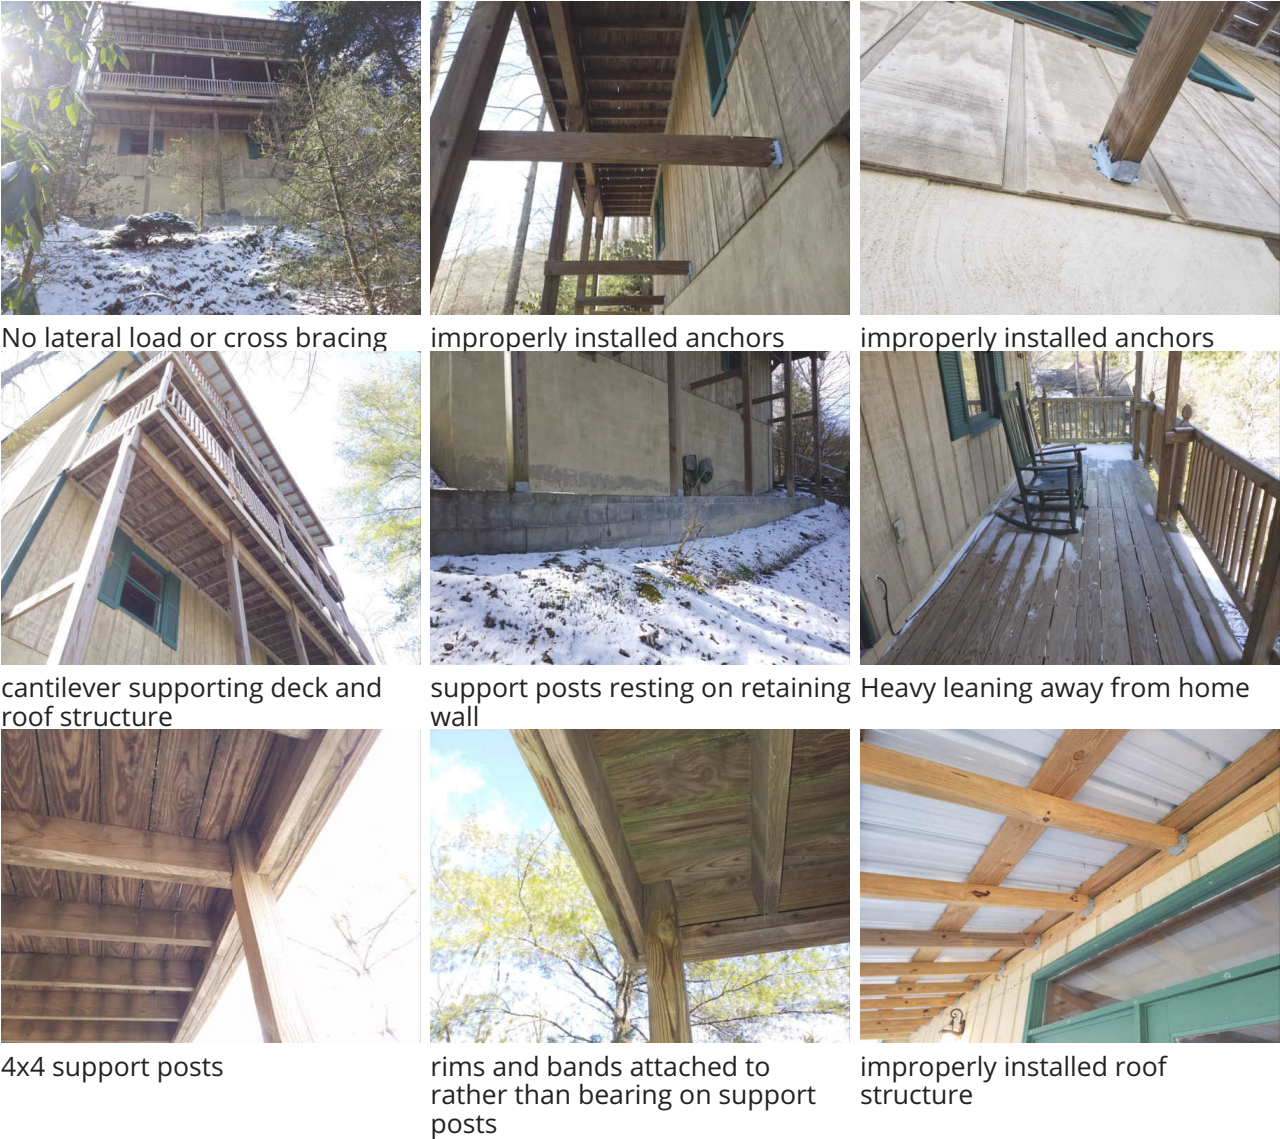 No lateral load or cross bracing
improperly installed anchors
improperly installed anchors
cantilever supporting deck and
roof structure
support posts resting on retaining
wall
Heavy leaning away from home
4x4 support posts
rims and bands attached to
rather than bearing on support
posts
improperly installed roof
structure